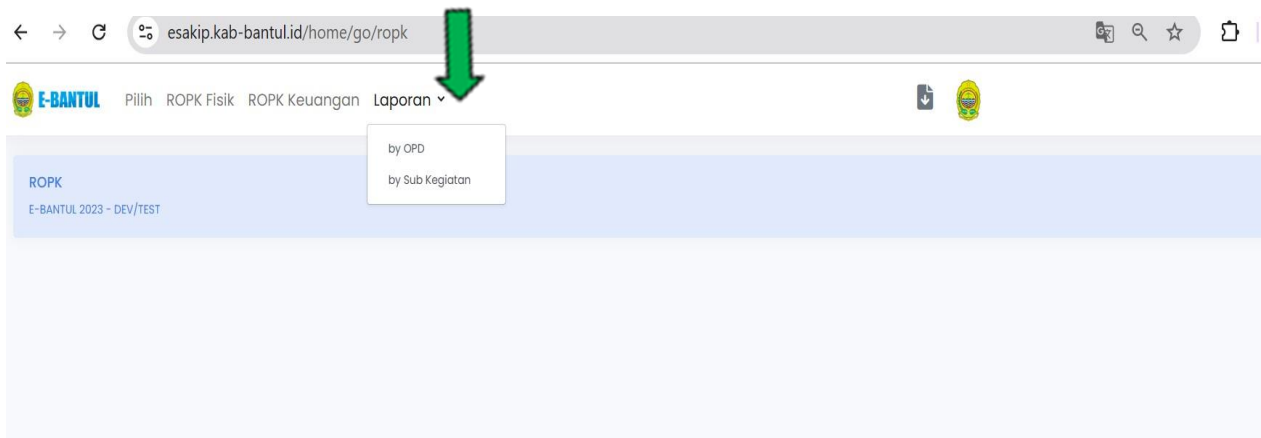 esakip.kab-bantul.id/home/go/ropk
E-BANTUL Pilih ROPK Fisik ROPK Keuangan Laporan
by OPD
by Sub Kegiatan
ROPK
E-BANTUL 2023 - DEV/TEST